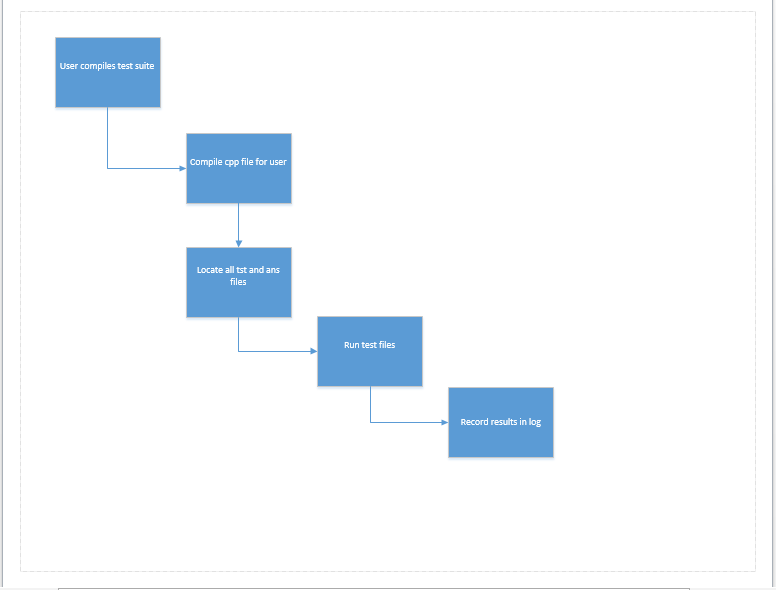 User compiles test suite
Compile cpp file for user
Locate all tst and ans
files
Run test files
Record results in log